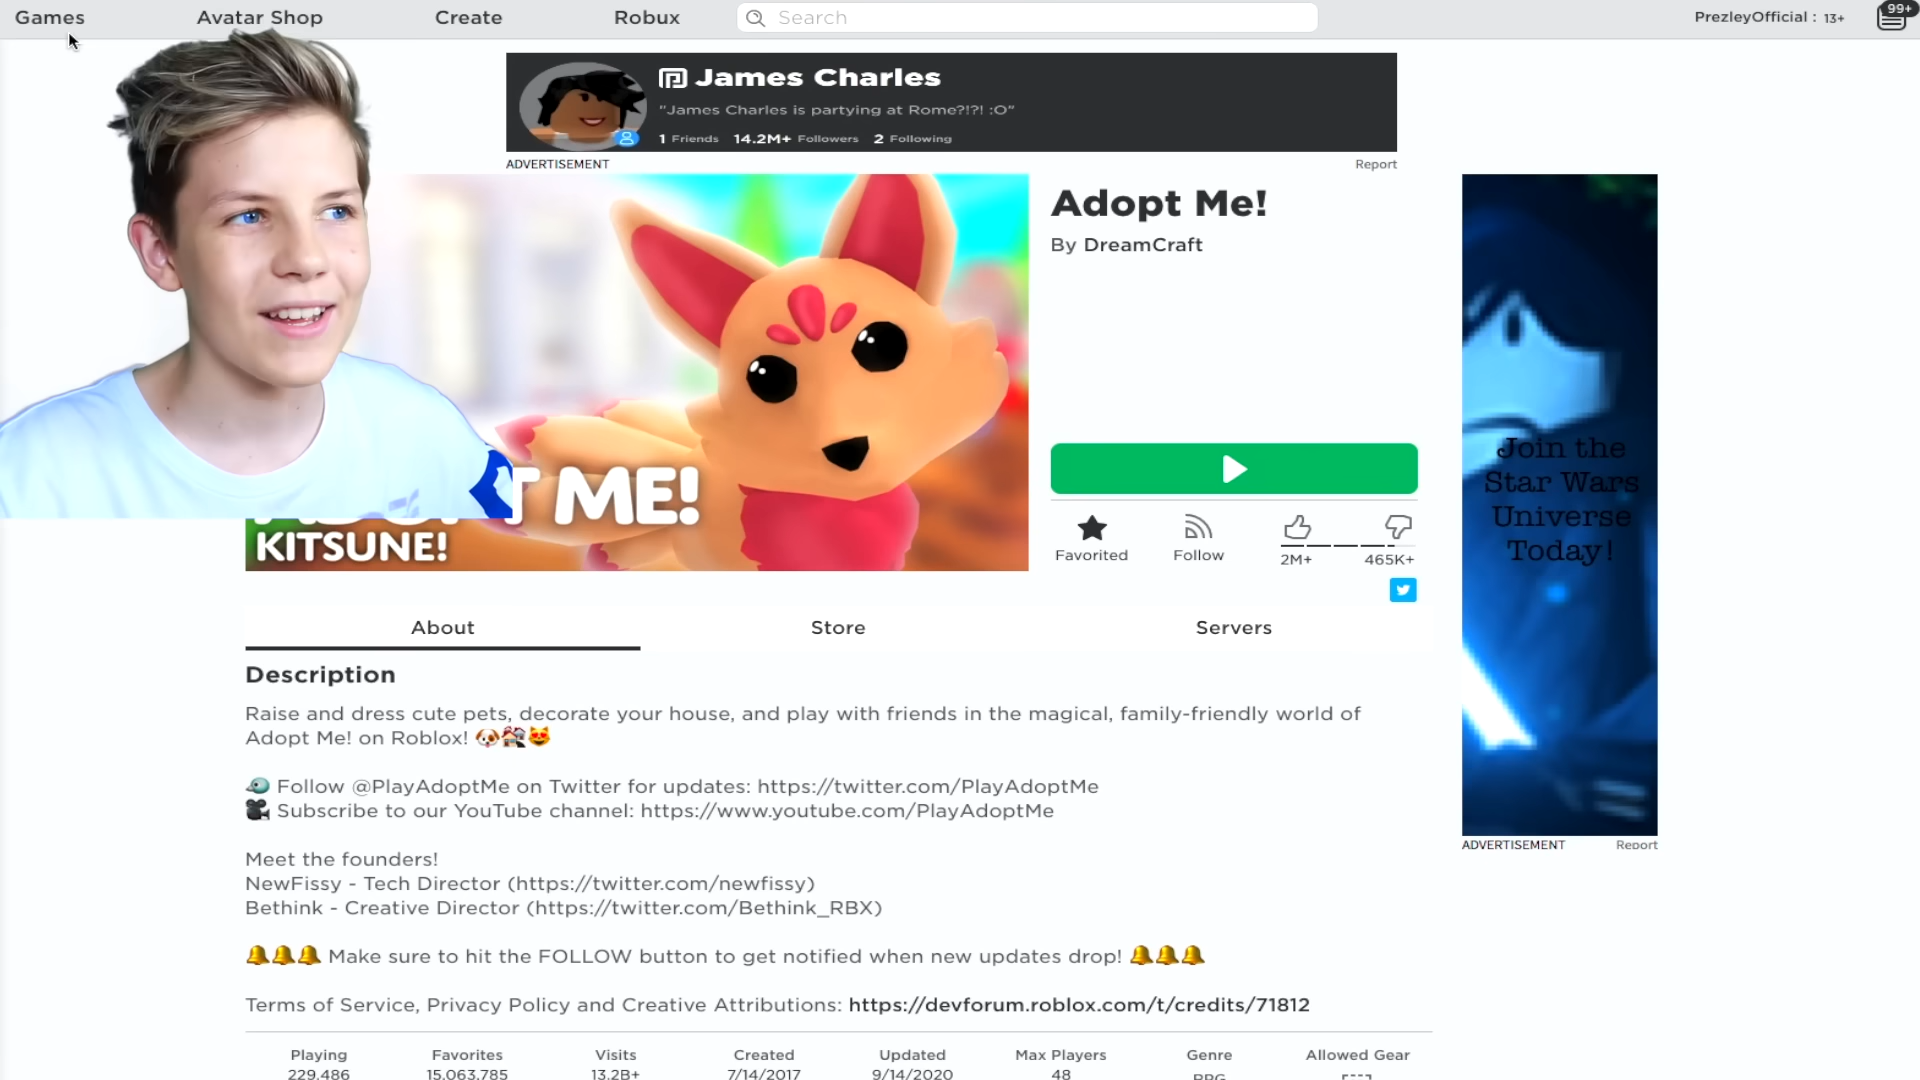 Games Avatar Shop Create Robux Search PrezleyOfficial : 13+ 99+
James Charles
"James Charles is partying at Rome?!?! :O"
1 Friends 14.2M+ Followers 2 Following
ADVERTISEMENT Report
Adopt Me!
By DreamCraft
T ME!
KITSUNE!
Favorited Follow 2M+ 465K+
Join the
Star Wars
Universe
Today!
ADVERTISEMENT Report
About Store Servers
Description
Raise and dress cute pets, decorate your house, and play with friends in the magical, family-friendly world of
Adopt Me! on Roblox! 🐶🏘️😻
Follow @PlayAdoptMe on Twitter for updates: https://twitter.com/PlayAdoptMe
🎥 Subscribe to our YouTube channel: https://www.youtube.com/PlayAdoptMe
Meet the founders!
NewFissy - Tech Director (https://twitter.com/newfissy)
Bethink - Creative Director (https://twitter.com/Bethink_RBX)
🔔🔔🔔 Make sure to hit the FOLLOW button to get notified when new updates drop! 🔔🔔🔔
Terms of Service, Privacy Policy and Creative Attributions: https://devforum.roblox.com/t/credits/71812
Playing Favorites Visits Created Updated Max Players Genre Allowed Gear
229,486 15,063,785 13.2B+ 7/14/2017 9/14/2020 48 RPG